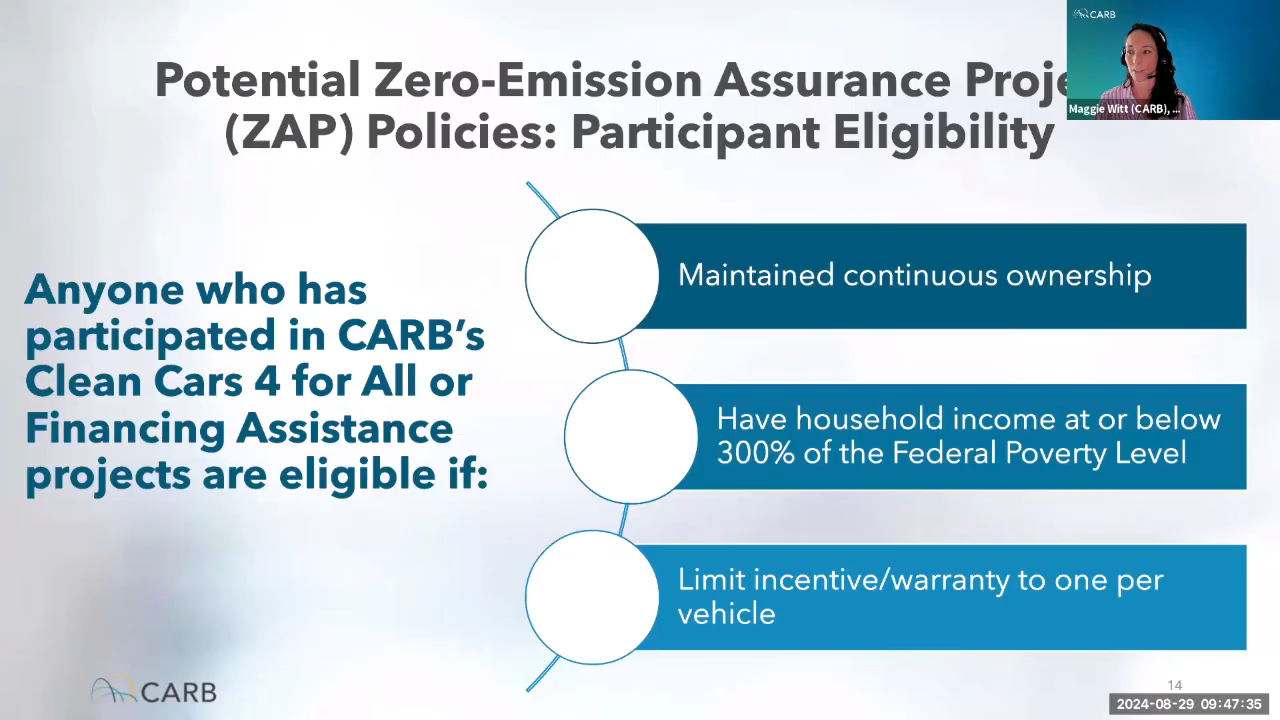 CARB
Maggie Witt (CARB), ...
Potential Zero-Emission Assurance Proje
(ZAP) Policies: Participant Eligibility
Anyone who has
participated in CARB's
Clean Cars 4 for All or
Financing Assistance
projects are eligible if:
Maintained continuous ownership
Have household income at or below
300% of the Federal Poverty Level
Limit incentive/warranty to one per
vehicle
CARB
14
2024-08-29 09:47:35